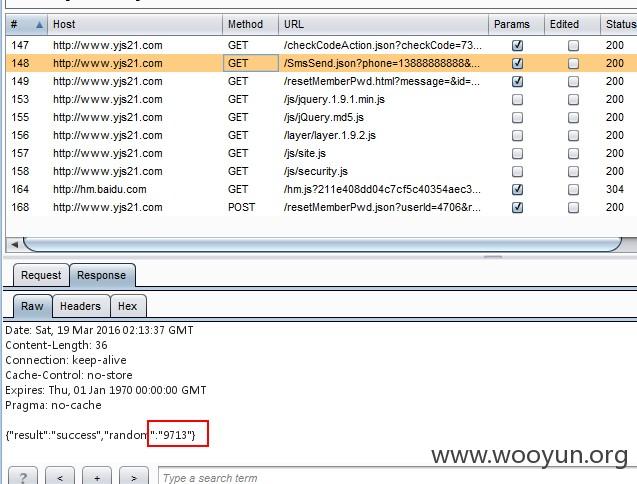 # Host Method URL Params Edited Status
147 http://www.yjs21.com GET /checkCodeAction.json?checkCode=73... 200
148 http://www.yjs21.com GET /SmsSend.json?phone=13888888888&... 200
149 http://www.yjs21.com GET /resetMemberPwd.html?message=&id=... 200
153 http://www.yjs21.com GET /js/jquery.1.9.1.min.js 200
155 http://www.yjs21.com GET /js/jQuery.md5.js 200
156 http://www.yjs21.com GET /layer/layer.1.9.2.js 200
157 http://www.yjs21.com GET /js/site.js 200
158 http://www.yjs21.com GET /js/security.js 200
164 http://hm.baidu.com GET /hm.js?211e408dd04c7cf5c40354aec3... 304
168 http://www.yjs21.com POST /resetMemberPwd.json?userId=4706&r... 200
Request Response
Raw Headers Hex
Date: Sat, 19 Mar 2016 02:13:37 GMT
Content-Length: 36
Connection: keep-alive
Cache-Control: no-store
Expires: Thu, 01 Jan 1970 00:00:00 GMT
Pragma: no-cache
{"result":"success","random":"9713"}
www.wooyun.org
? < + > Type a search term